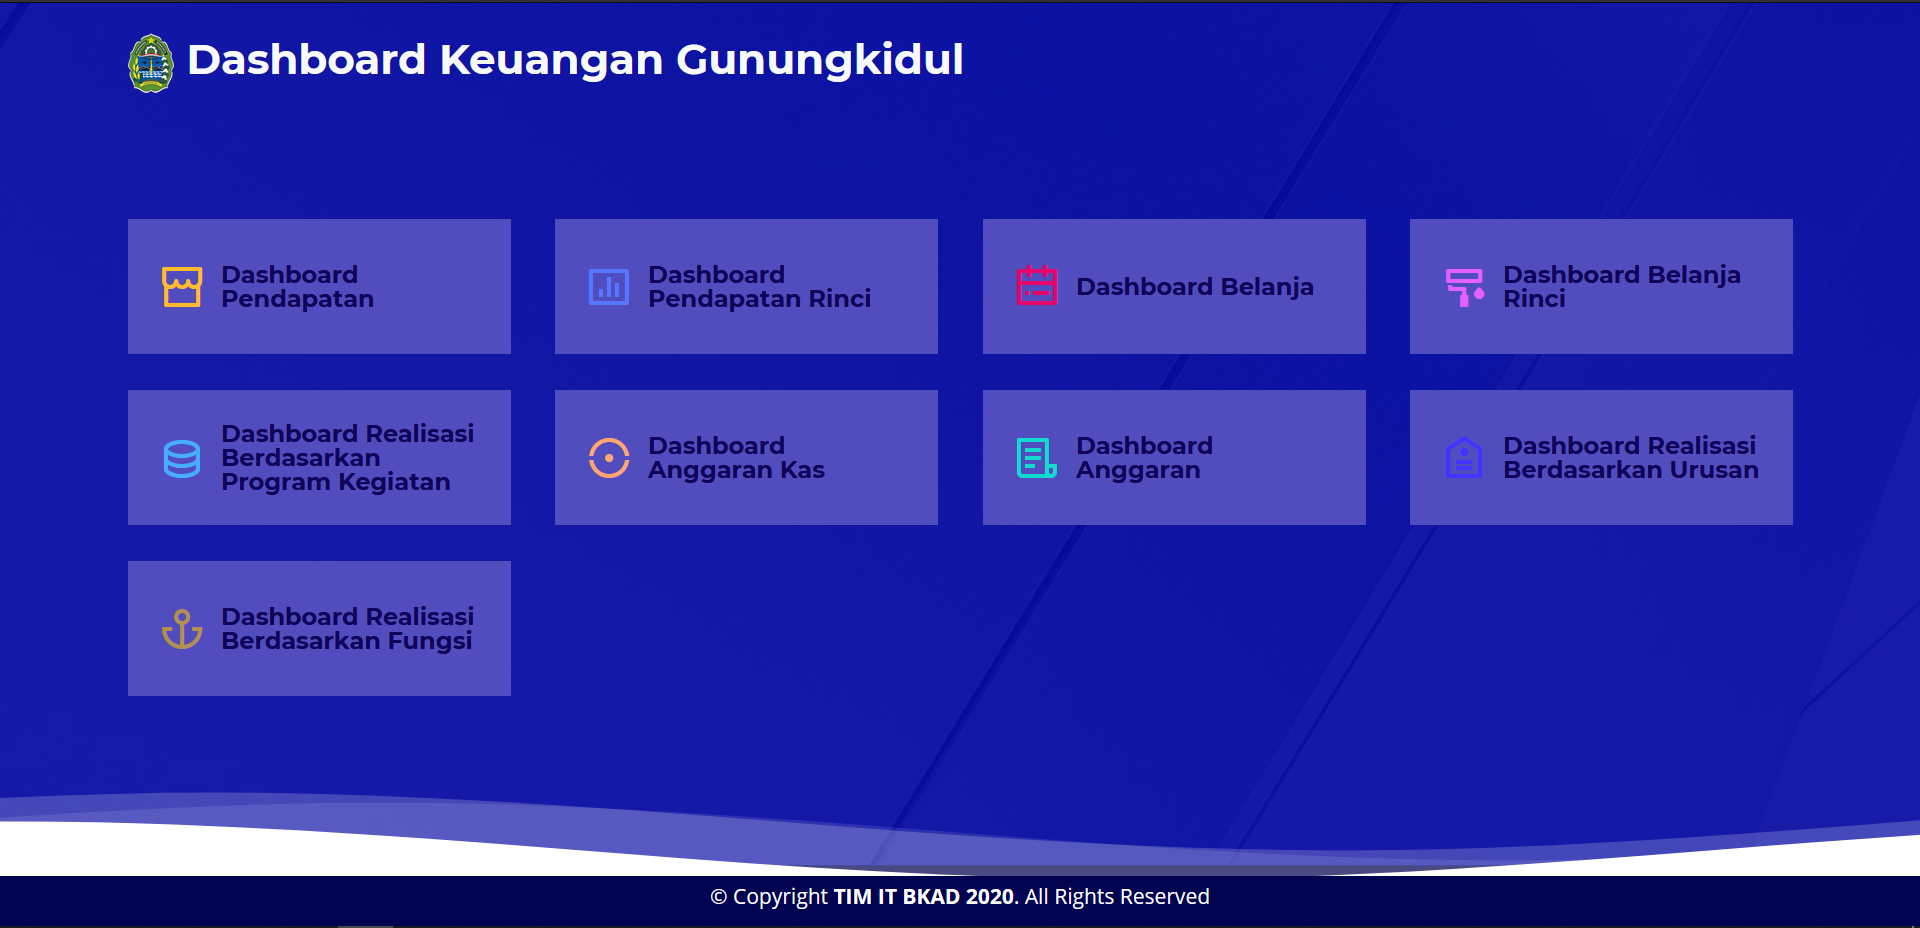 Dashboard Keuangan Gunungkidul
Dashboard
Pendapatan
Dashboard
Pendapatan Rinci
Dashboard Belanja
Dashboard Belanja
Rinci
Dashboard Realisasi
Berdasarkan
Program Kegiatan
Dashboard
Anggaran Kas
Dashboard
Anggaran
Dashboard Realisasi
Berdasarkan Urusan
Dashboard Realisasi
Berdasarkan Fungsi
© Copyright TIM IT BKAD 2020. All Rights Reserved